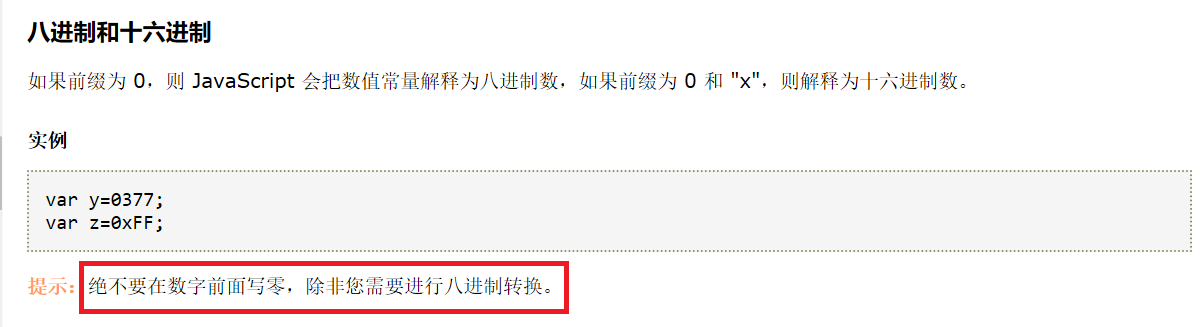 八进制和十六进制
如果前缀为 0，则 JavaScript 会把数值常量解释为八进制数，如果前缀为 0 和 "x"，则解释为十六进制数。
实例
var y=0377;
var z=0xFF;
提示：绝不要在数字前面写零，除非您需要进行八进制转换。